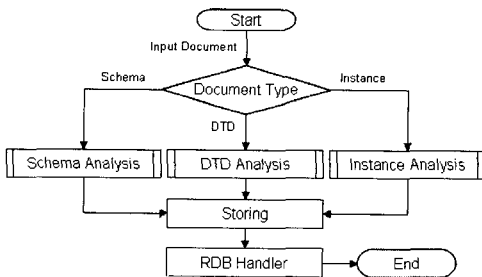 Start
Input Document
Schema
Instance
Document Type
DTD
Schema Analysis
DTD Analysis
Instance Analysis
Storing
RDB Handler
End